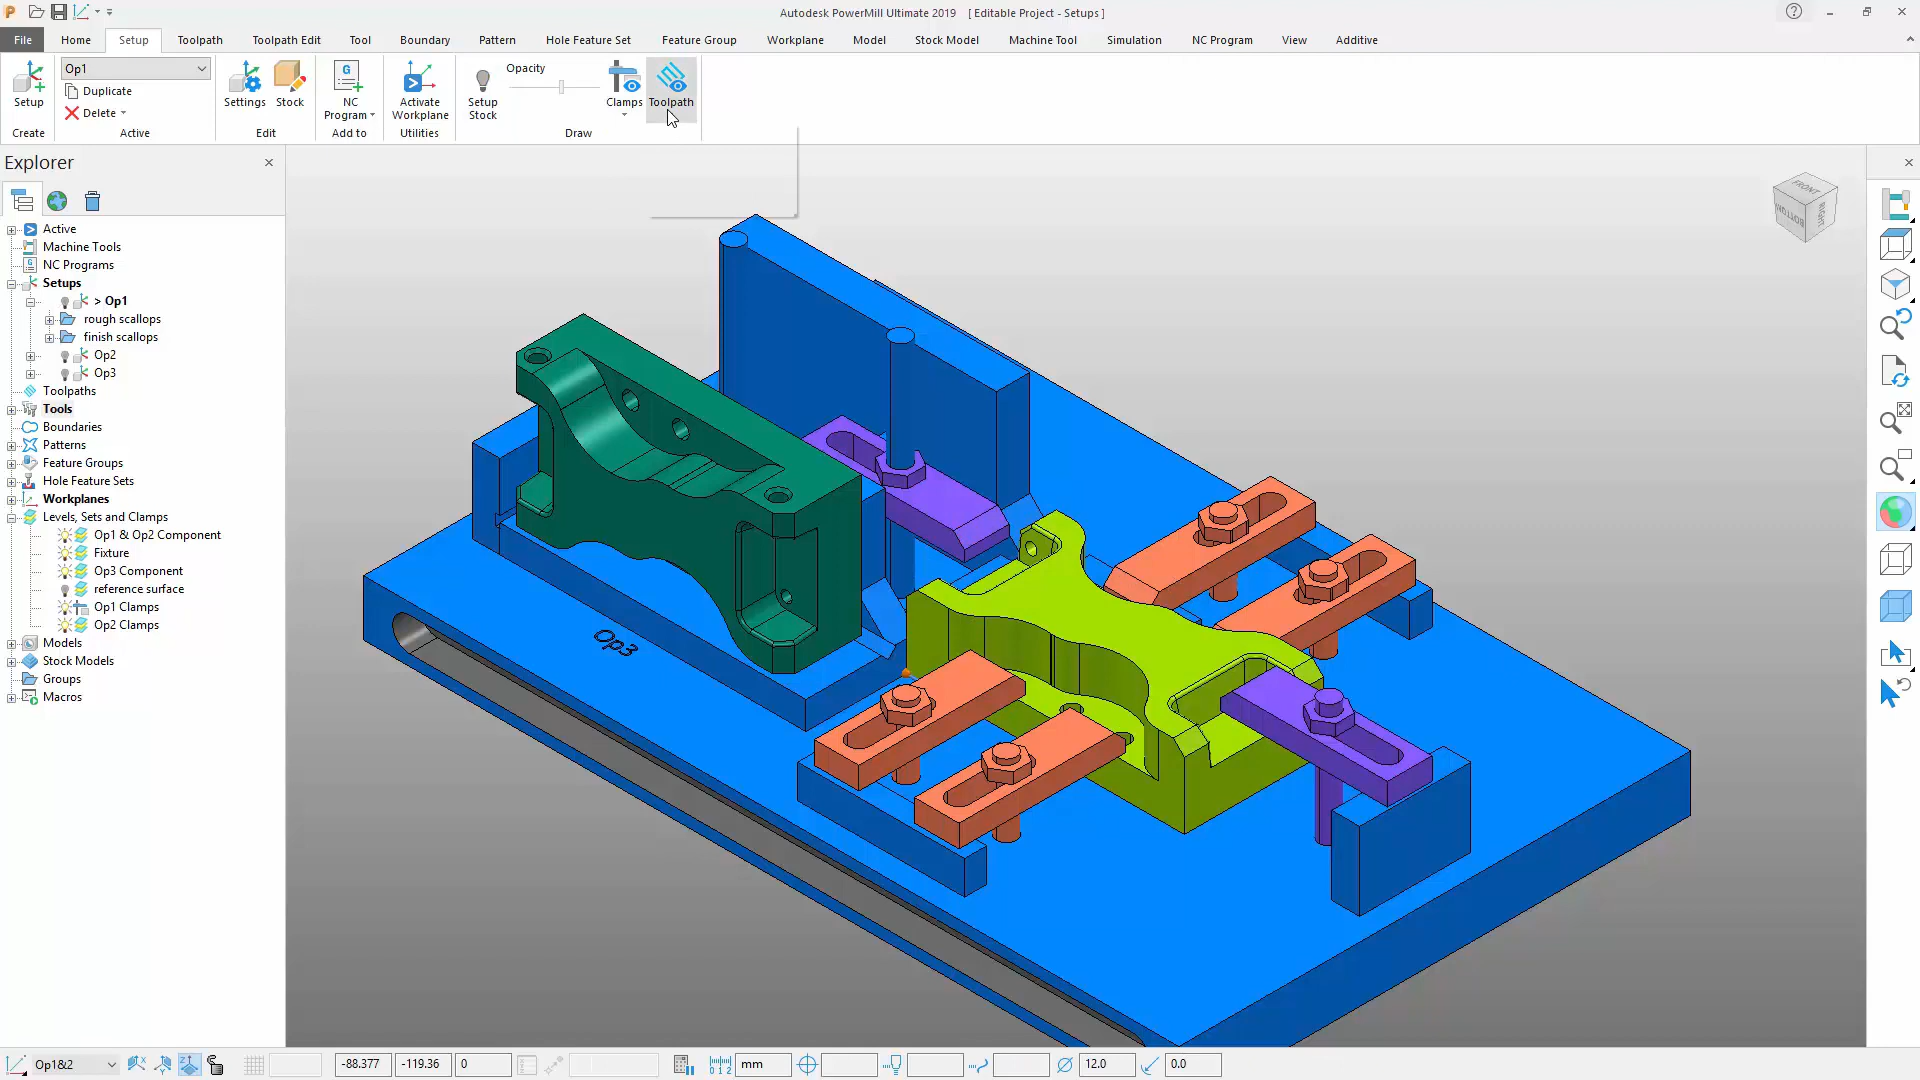 Autodesk PowerMill Ultimate 2019 [ Editable Project - Setups ]
File Home Setup Toolpath Toolpath Edit Tool Boundary Pattern Hole Feature Set Feature Group Workplane Model Stock Model Machine Tool Simulation NC Program View Additive
Setup
Create
Op1
Duplicate
Delete
Active
Settings
Stock
Edit
NC Program
Add to
Activate Workplane
Utilities
Setup Stock
Opacity
Clamps
Toolpath
Draw
Explorer
Active
Machine Tools
NC Programs
Setups
> Op1
rough scallops
finish scallops
Op2
Op3
Toolpaths
Tools
Boundaries
Patterns
Feature Groups
Hole Feature Sets
Workplanes
Levels, Sets and Clamps
Op1 & Op2 Component
Fixture
Op3 Component
reference surface
Op1 Clamps
Op2 Clamps
Models
Stock Models
Groups
Macros
FRONT
BOTTOM
RIGHT
Op3
Op1&2 -88.377 -119.36 0 mm 12.0 0.0